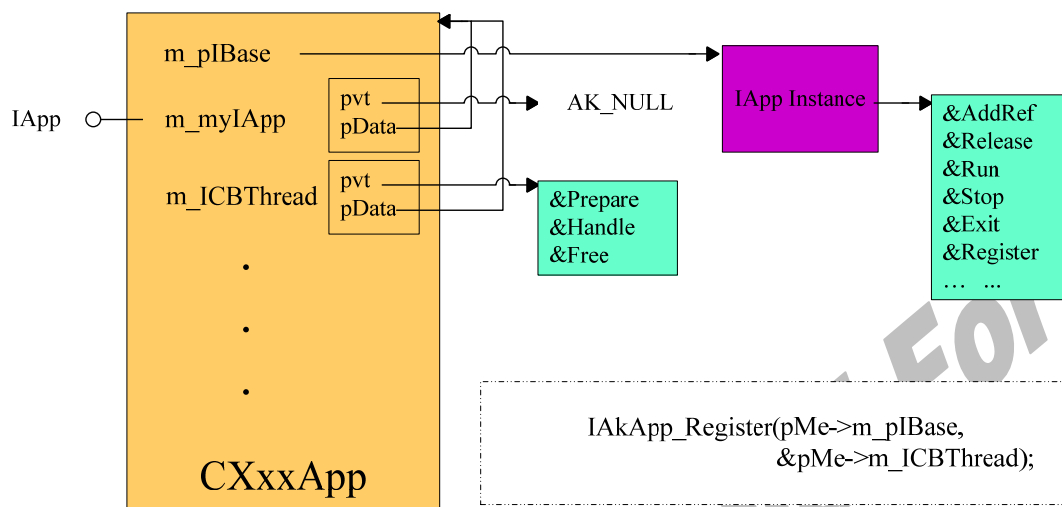 m_pIBase
IApp
m_myIApp
pvt
pData
AK_NULL
m_ICBThread
pvt
pData
&Prepare
&Handle
&Free
IApp Instance
&AddRef
&Release
&Run
&Stop
&Exit
&Register
… ...
CXxxApp
IAkApp_Register(pMe->m_pIBase,
&pMe->m_ICBThread);
For